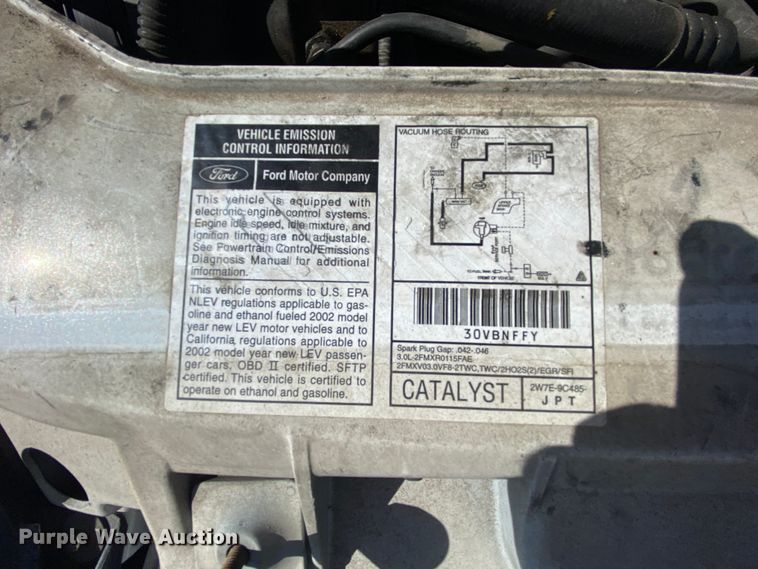 VEHICLE EMISSION
CONTROL INFORMATION
Ford
Ford Motor Company
This vehicle is equipped with
electronic engine control systems.
Engine idle speed, idle mixture, and
ignition timing are not adjustable.
See Powertrain Control/Emissions
Diagnosis Manual for additional
information.
This vehicle conforms to U.S. EPA
NLEV regulations applicable to gas-
oline and ethanol fueled 2002 model
year new LEV motor vehicles and to
California regulations applicable to
2002 model year new LEV passen-
ger cars. OBD II certified. SFTP
certified. This vehicle is certified to
operate on ethanol and gasoline.
VACUUM HOSE ROUTING
FRONT OF VEHICLE
30VBNFFY
Spark Plug Gap: .042-.046
3.0L-2FMXR0115FAE
2FMXV03.0VF8-2TWC,TWC/2HO2S(2)/EGR/SFI
CATALYST
2W7E-9C485-
JPT
Purple Wave Auction